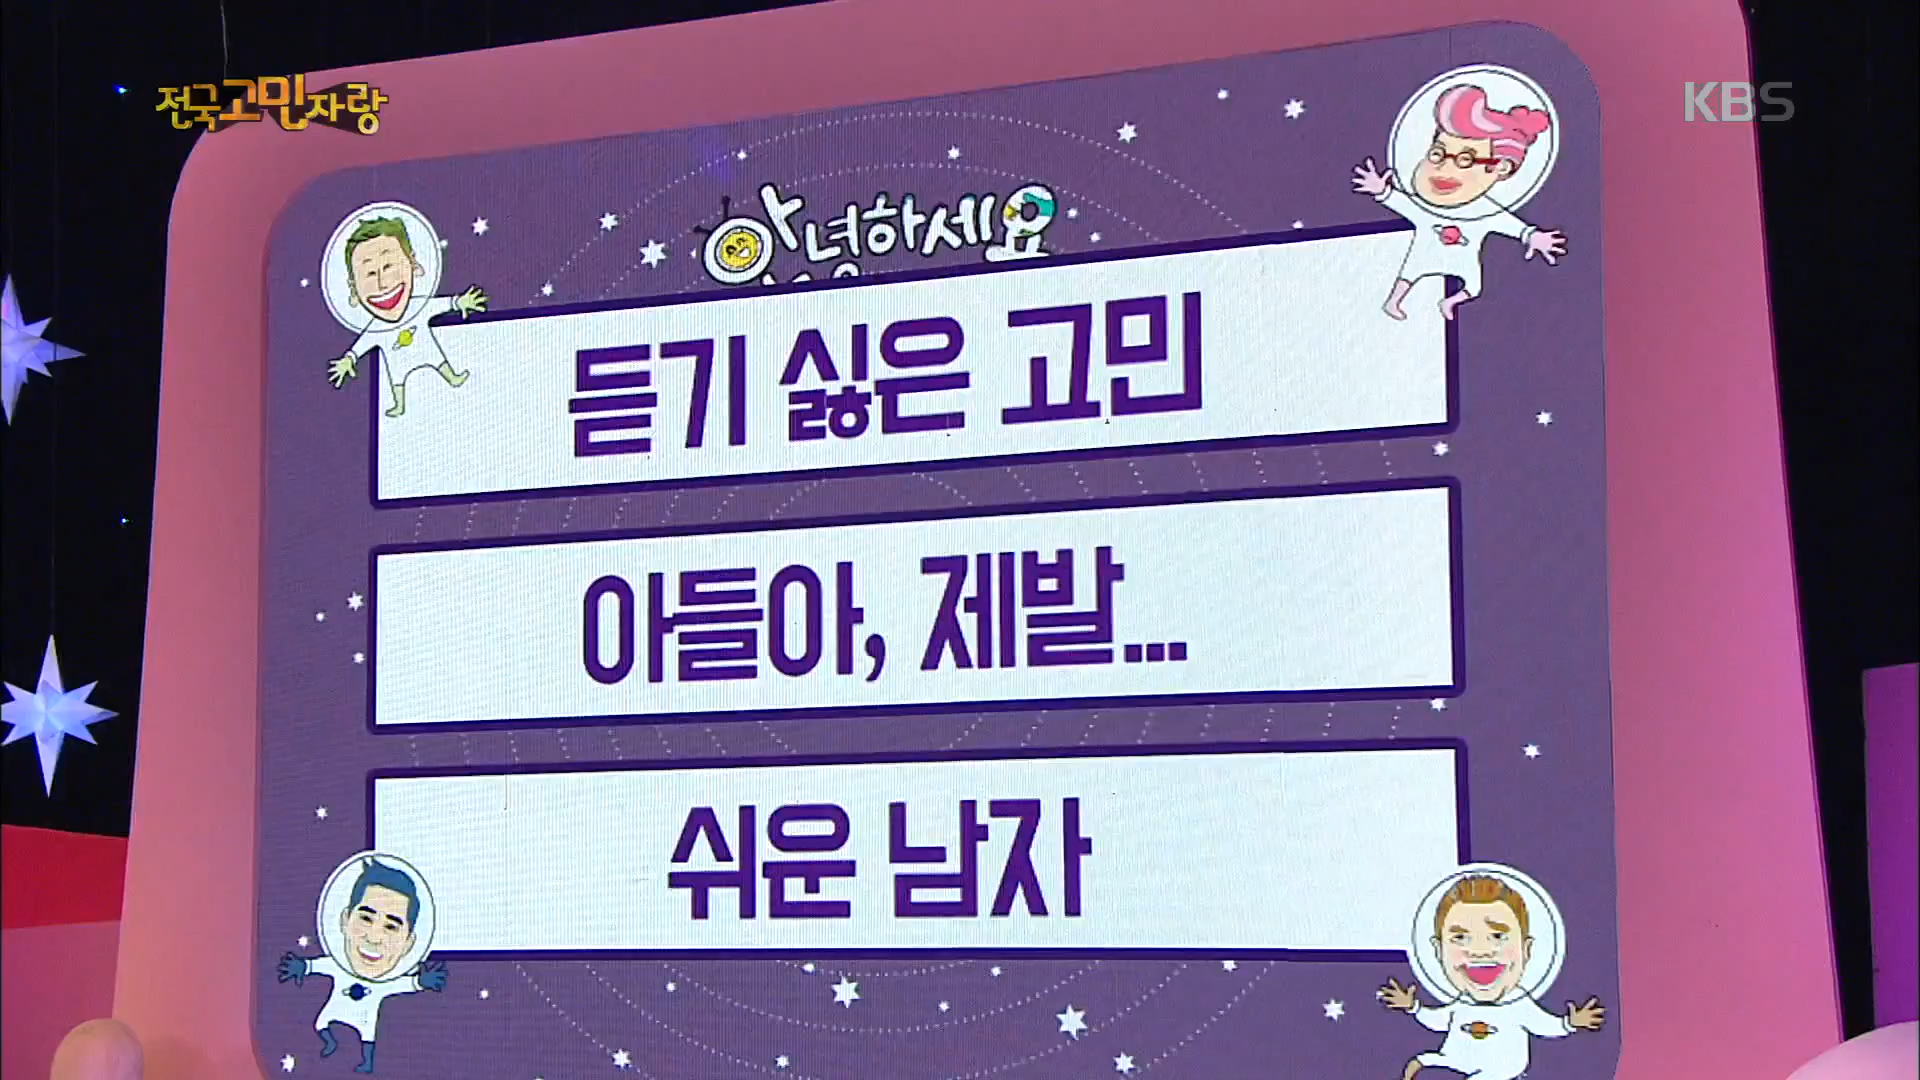 전국고민자랑
KBS
안녕하세요
듣기 싫은 고민
아들아, 제발...
쉬운 남자